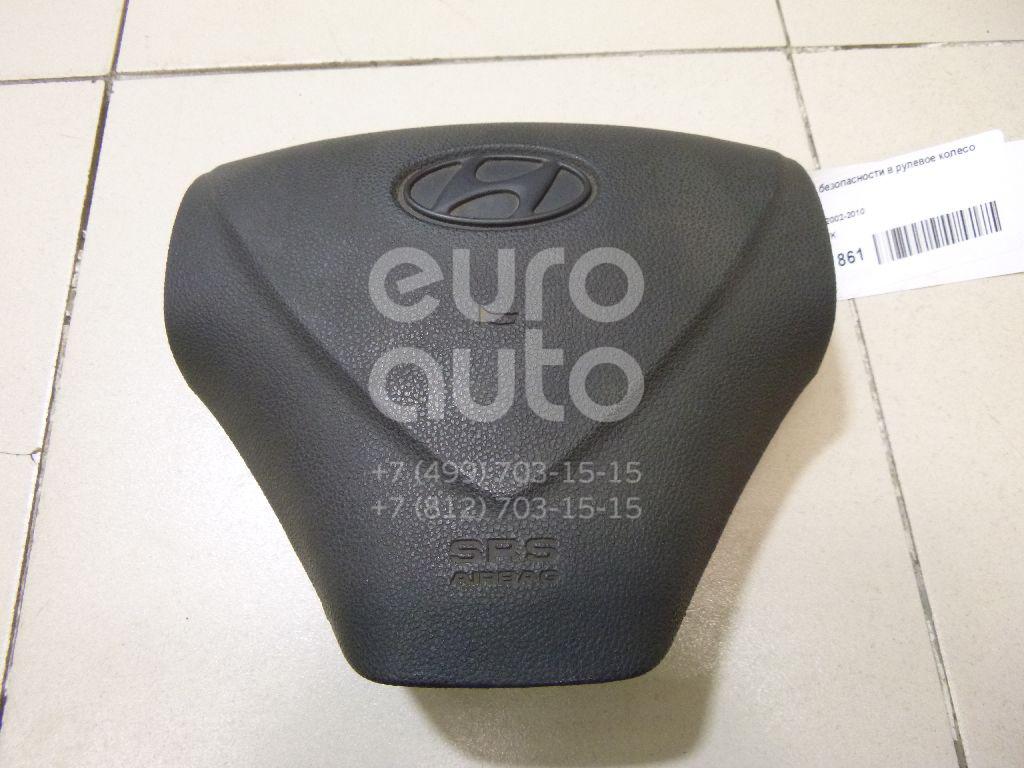 безопасности в рулевое колесо
2002-2010
861
euro
auto
+7 (499) 703-15-15
+7 (812) 703-15-15
SRS
AIRBAG